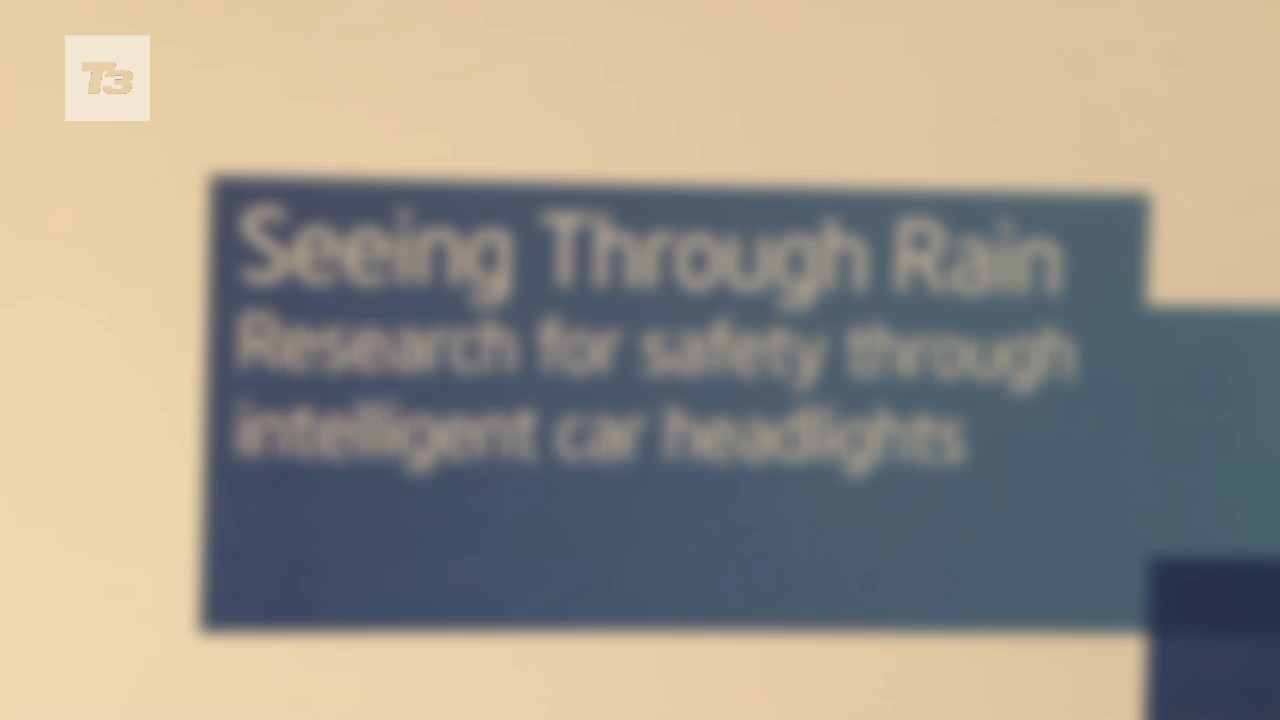 T3
Seeing Through Rain
Research for safety through
intelligent car headlights